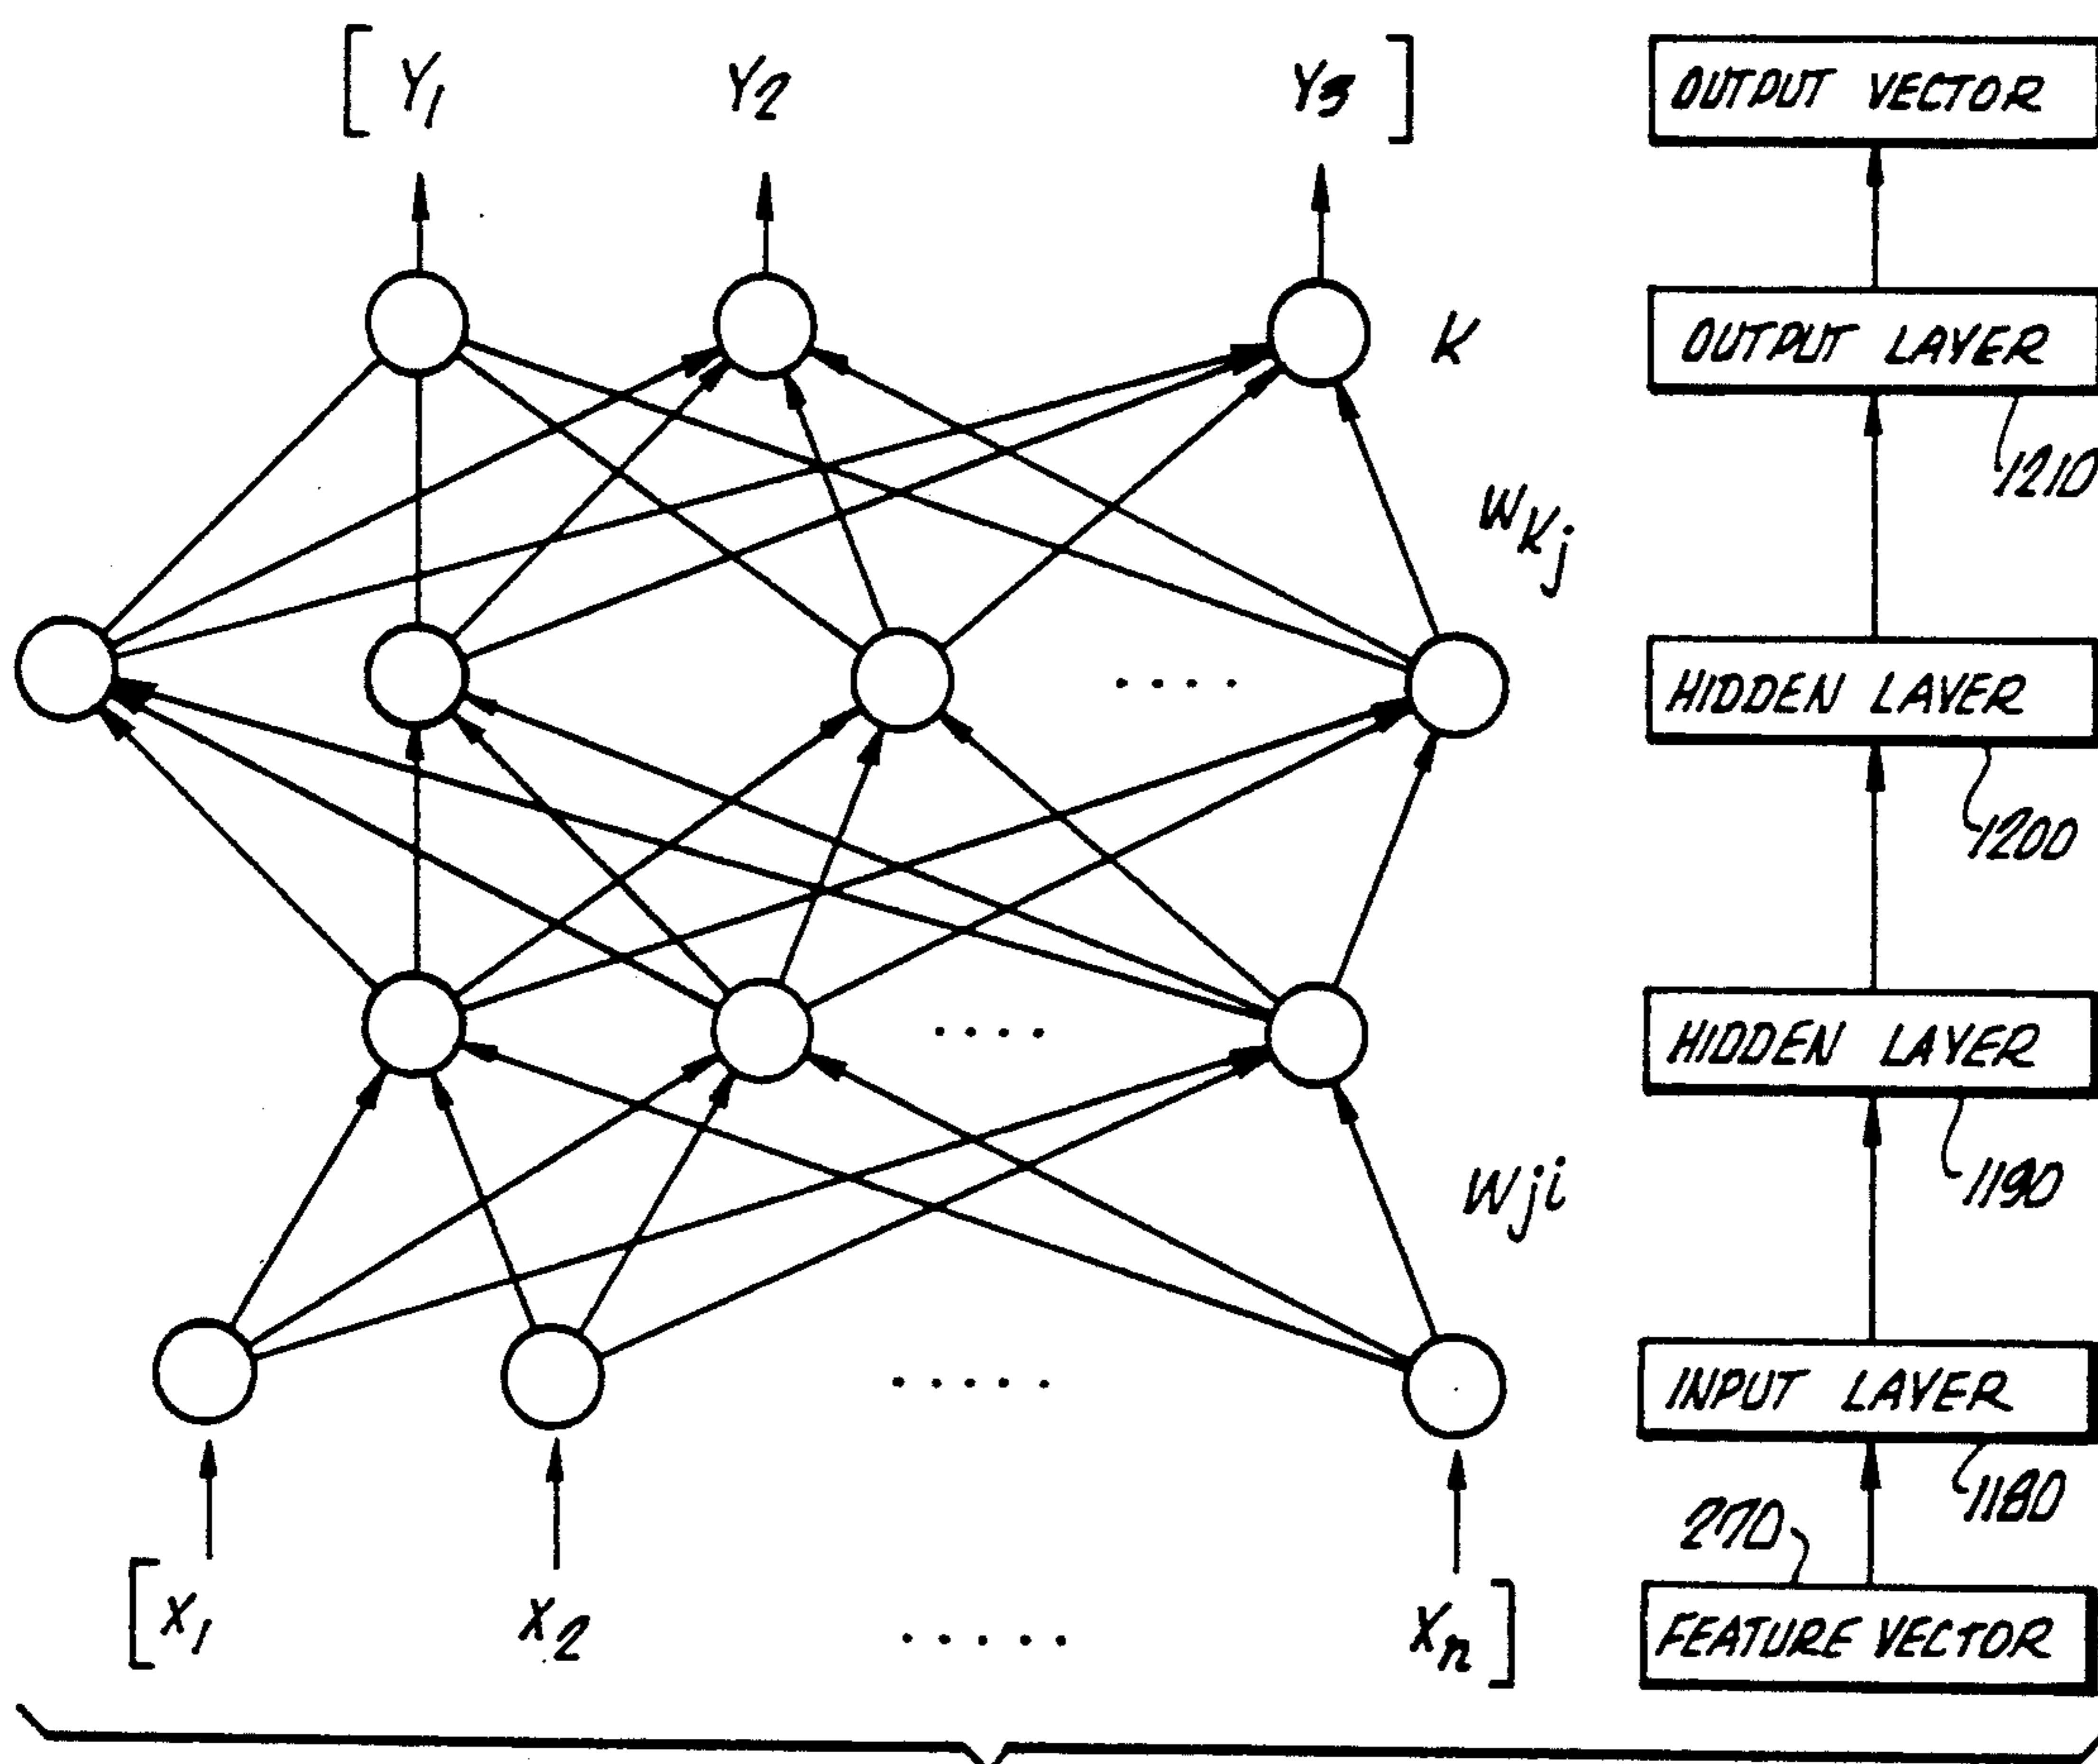 [ Y1 Y2 Y3 ]
OUTPUT VECTOR
K
OUTPUT LAYER
1210
WKj
HIDDEN LAYER
1200
HIDDEN LAYER
1190
Wji
INPUT LAYER
1180
270
[ X1 X2 ..... Xn ]
FEATURE VECTOR